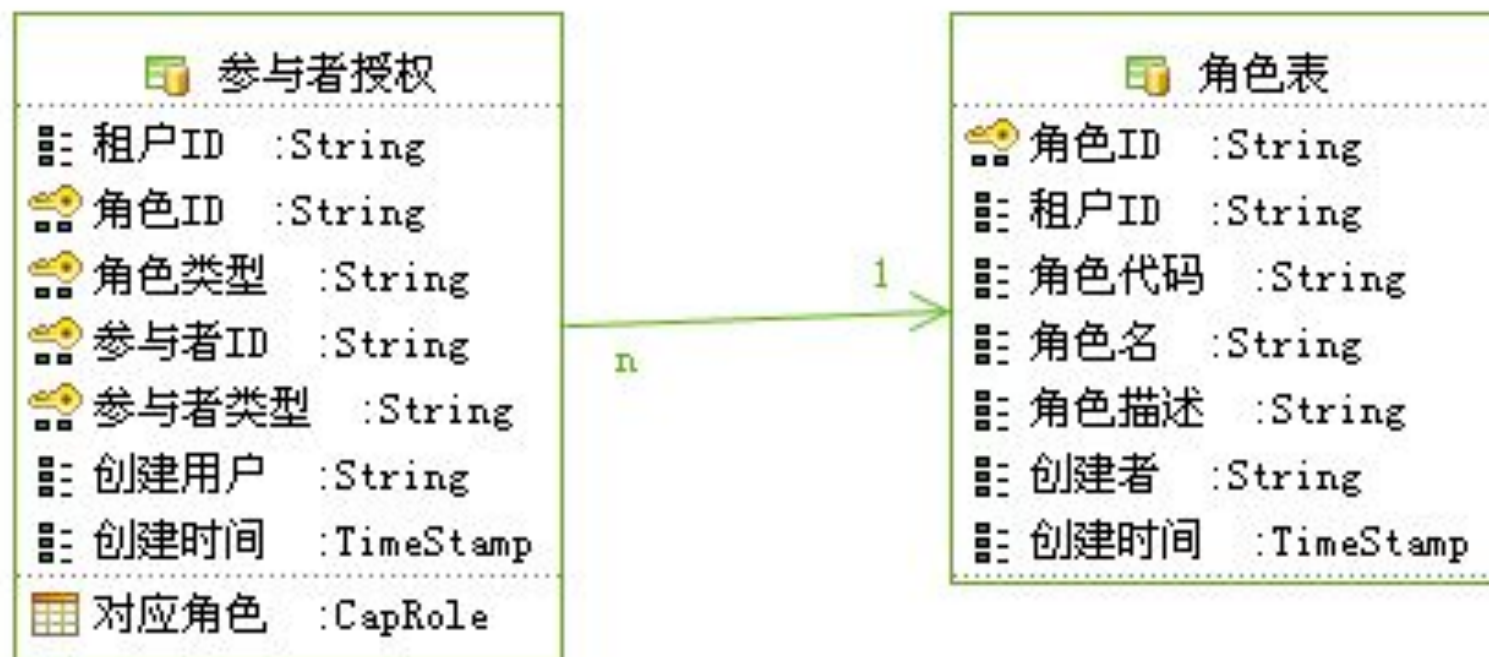 参与者授权
租户ID :String
角色ID :String
角色类型 :String
参与者ID :String
参与者类型 :String
创建用户 :String
创建时间 :TimeStamp
对应角色 :CapRole
n
1
角色表
角色ID :String
租户ID :String
角色代码 :String
角色名 :String
角色描述 :String
创建者 :String
创建时间 :TimeStamp